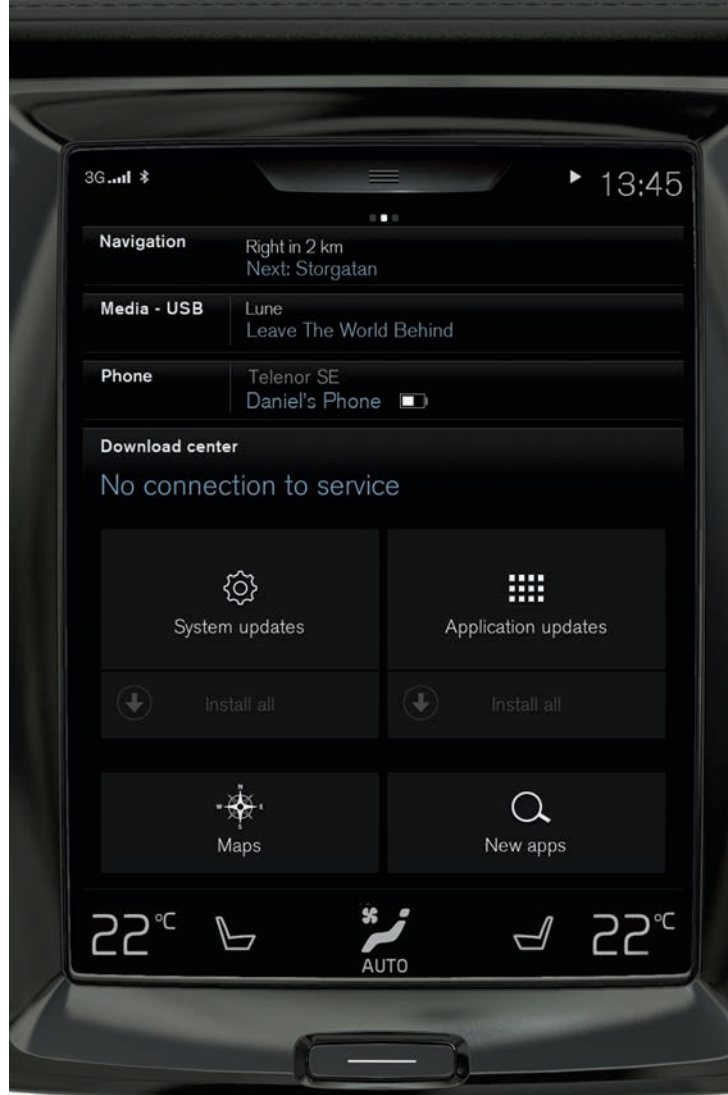 3G
13:45
Navigation
Right in 2 km
Next: Storgatan
Media - USB
Lune
Leave The World Behind
Phone
Telenor SE
Daniel's Phone
Download center
No connection to service
System updates
Application updates
Install all
Install all
N
W E
S
Maps
New apps
22°C
AUTO
22°C